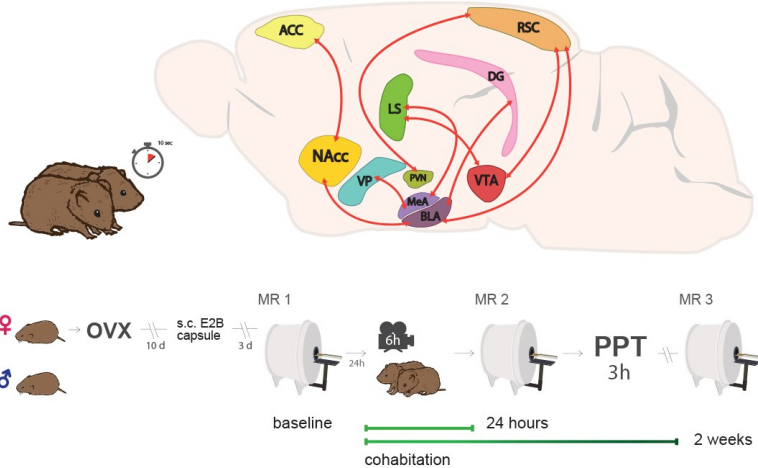 ACC
RSC
DG
10 sec
LS
NAcc
VP
PVN
VTA
MeA
BLA
MR 1
MR 2
MR 3
♀
OVX
s.c. E2B
capsule
6h
PPT
3h
10 d
3 d
24h
♂
baseline
24 hours
2 weeks
cohabitation